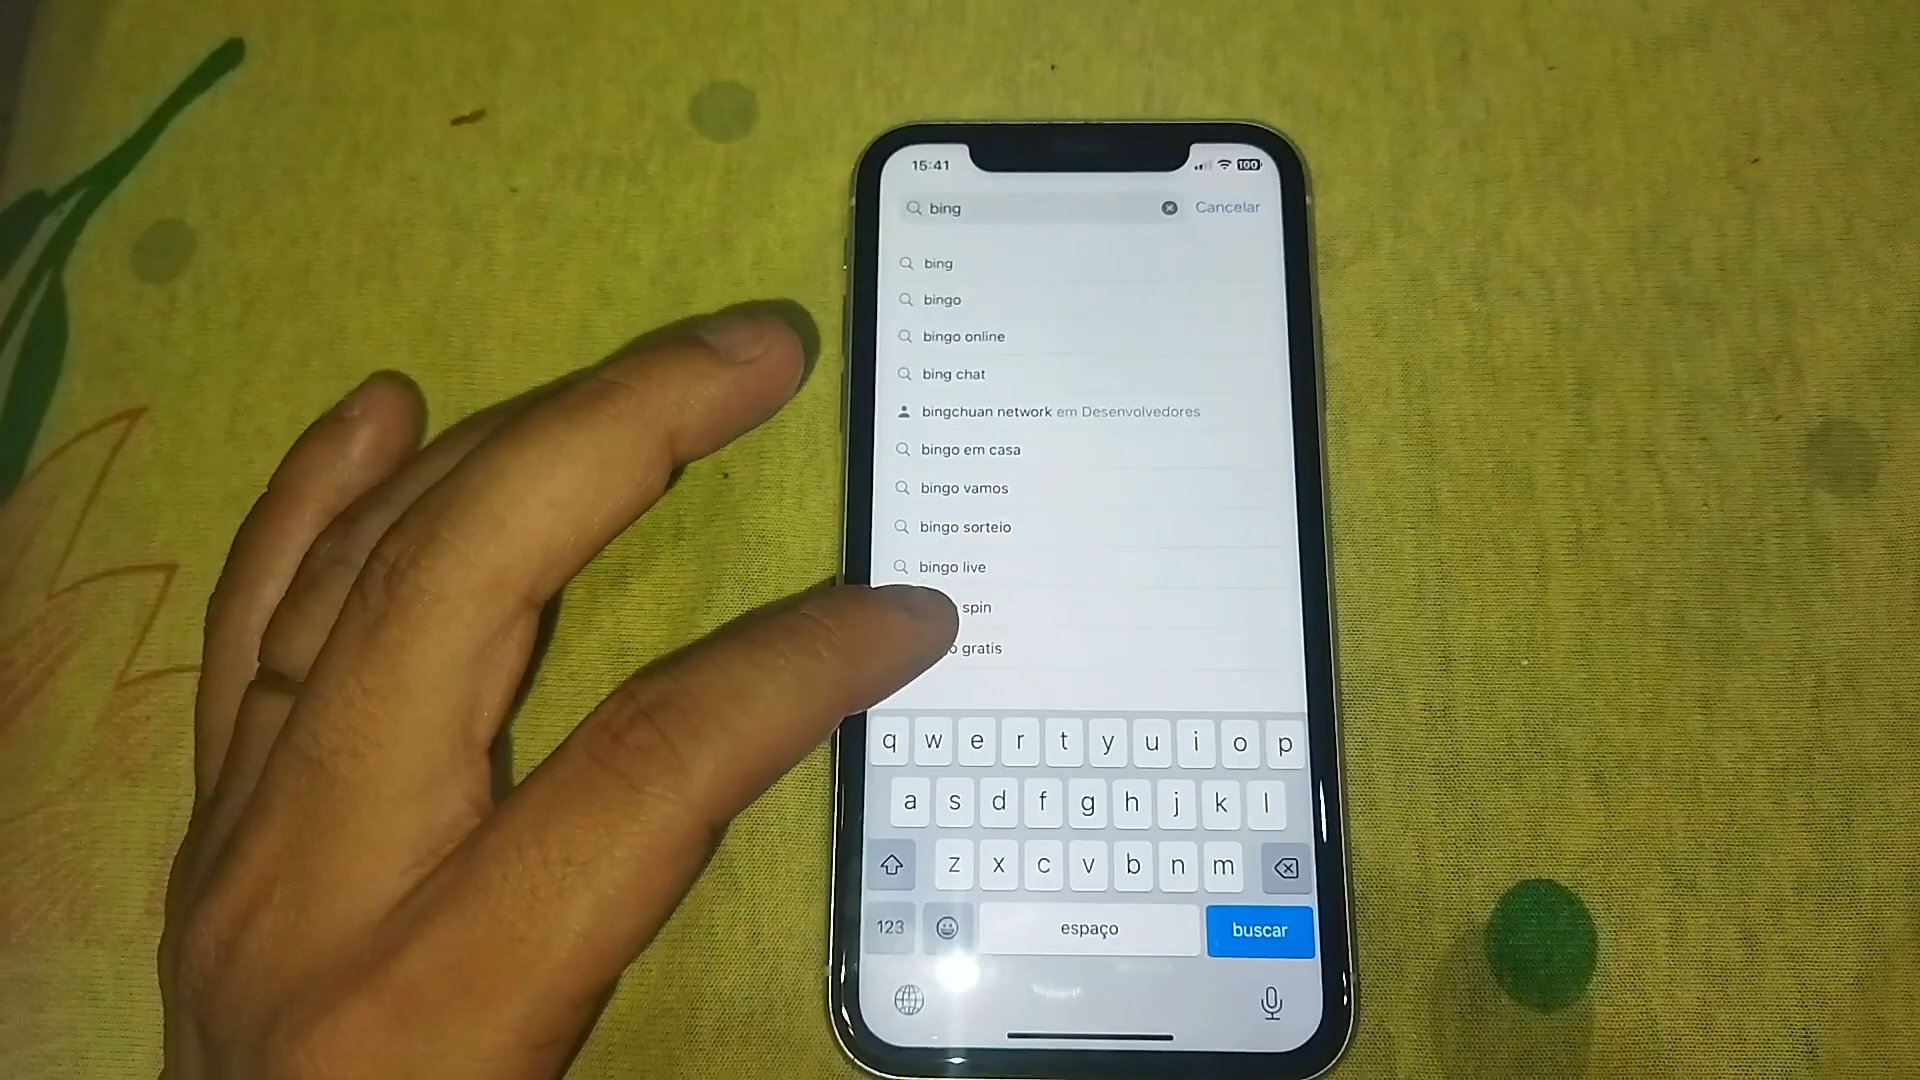 15:41 100
bing Cancelar
bing
bingo
bingo online
bing chat
bingchuan network em Desenvolvedores
bingo em casa
bingo vamos
bingo sorteio
bingo live
spin
o gratis
q w e r t y u i o p
a s d f g h j k l
z x c v b n m
123 espaço buscar